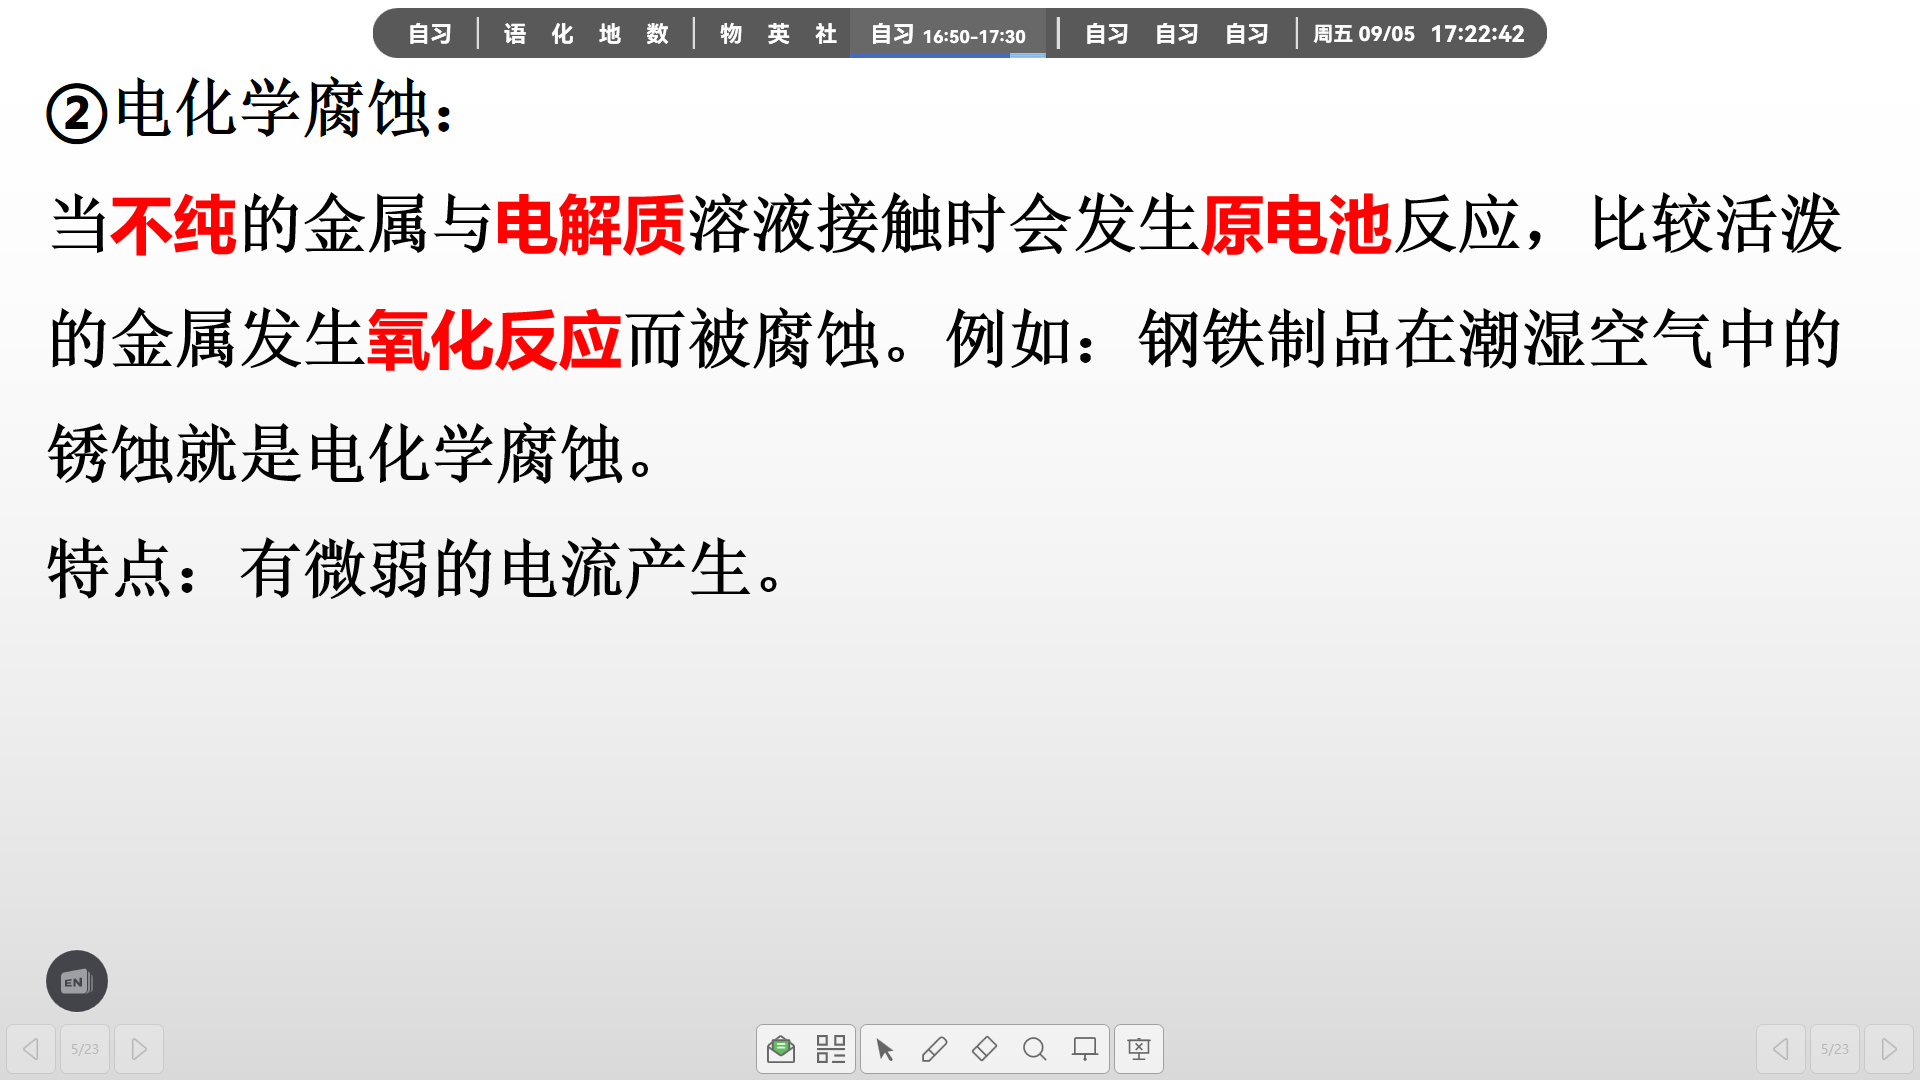 自习 | 语 化 地 数 | 物 英 社 自习 16:50-17:30 | 自习 自习 自习 | 周五 09/05 17:22:42
②电化学腐蚀：
当不纯的金属与电解质溶液接触时会发生原电池反应，比较活泼
的金属发生氧化反应而被腐蚀。例如：钢铁制品在潮湿空气中的
锈蚀就是电化学腐蚀。
特点：有微弱的电流产生。
EN
5/23
5/23